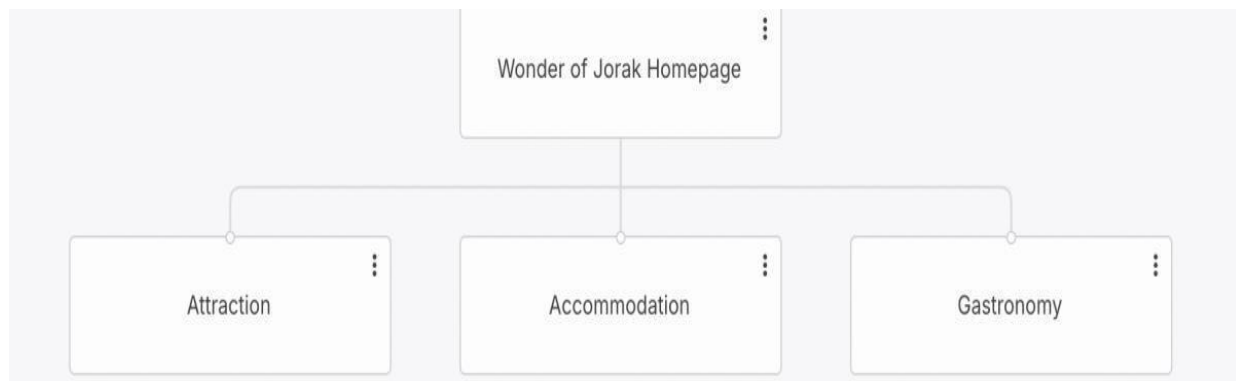 Wonder of Jorak Homepage
Attraction
Accommodation
Gastronomy